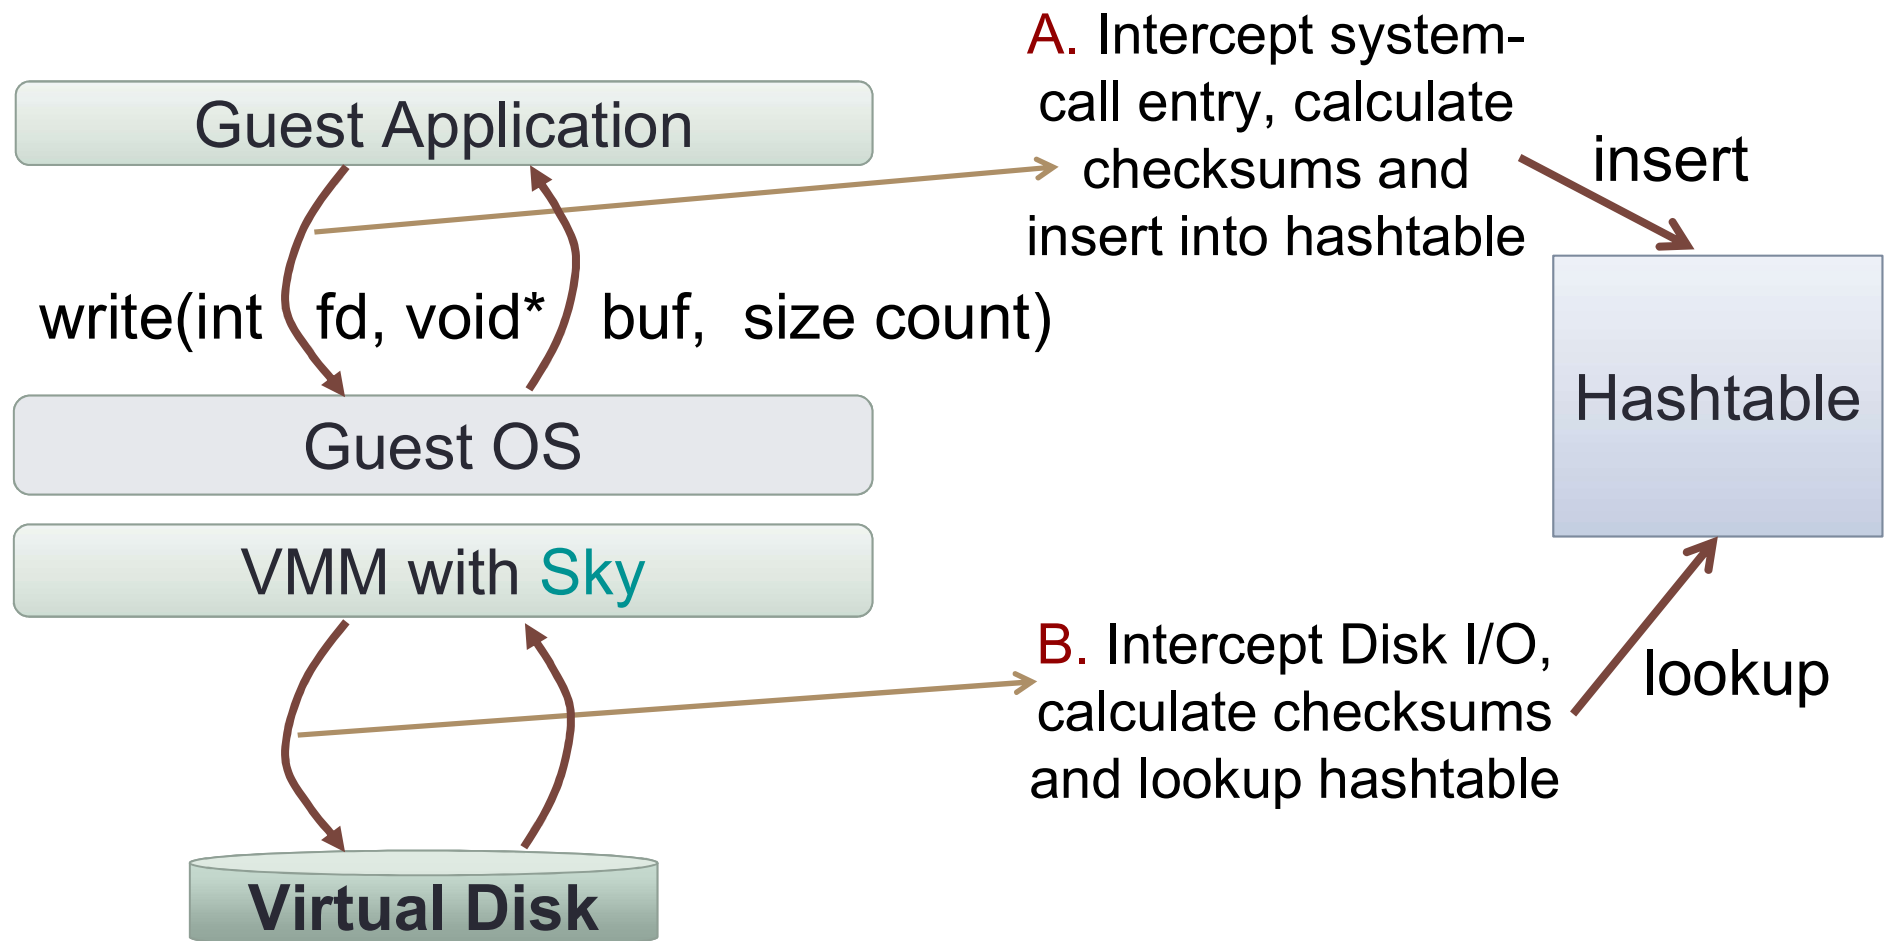 A. Intercept system-
call entry, calculate
checksums and
insert into hashtable
Guest Application
insert
write(int fd, void* buf, size count)
Hashtable
Guest OS
VMM with Sky
B. Intercept Disk I/O,
calculate checksums
and lookup hashtable
lookup
Virtual Disk